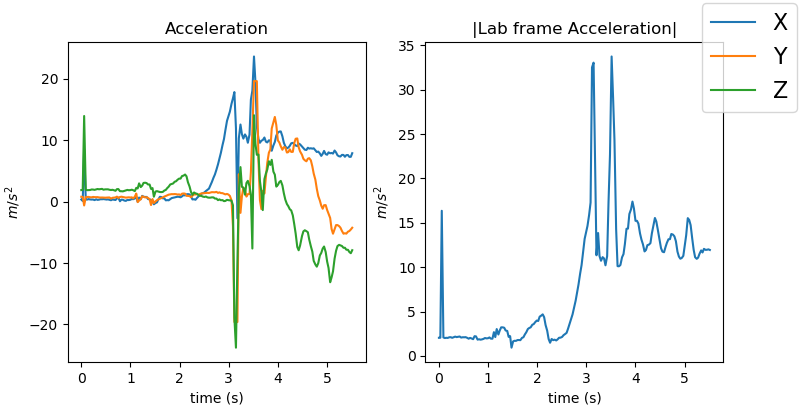 Acceleration
20
10
0
−10
−20
m/s²
0 1 2 3 4 5
time (s)
|Lab frame Acceleration|
35
30
25
20
15
10
5
0
m/s²
0 1 2 3 4 5
time (s)
X
Y
Z